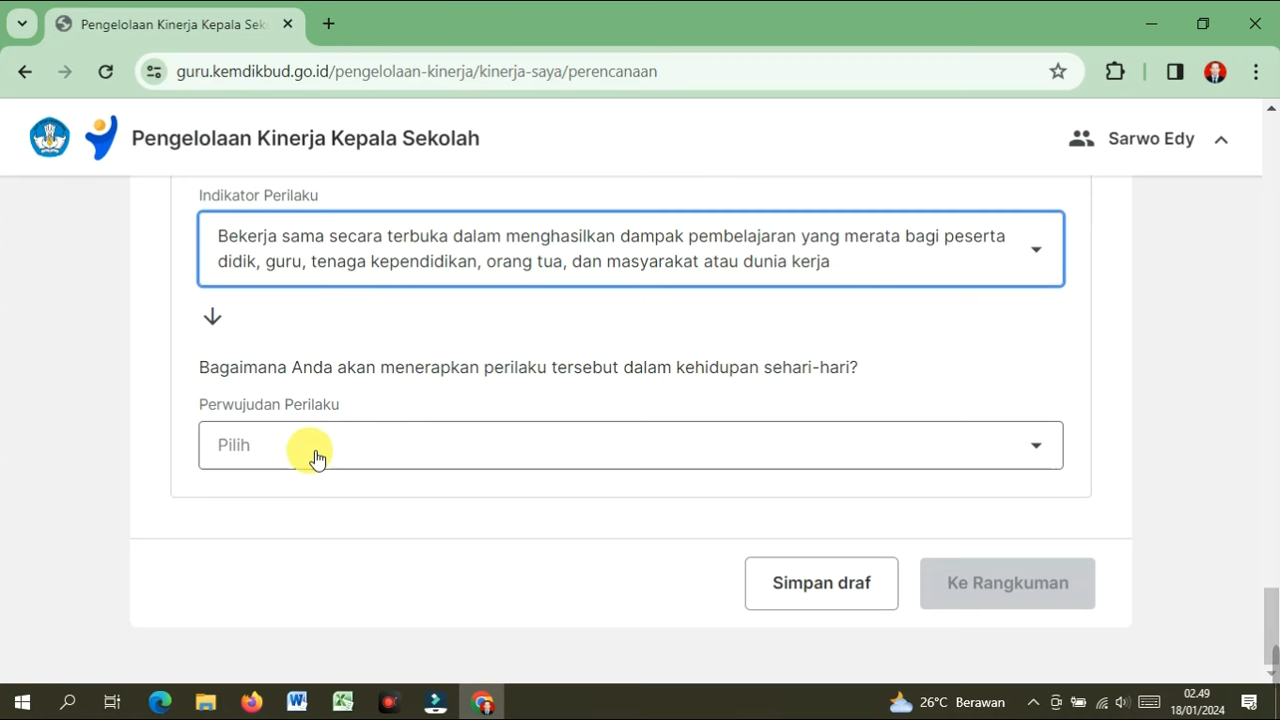 Pengelolaan Kinerja Kepala Sek
guru.kemdikbud.go.id/pengelolaan-kinerja/kinerja-saya/perencanaan
Pengelolaan Kinerja Kepala Sekolah
Sarwo Edy
Indikator Perilaku
Bekerja sama secara terbuka dalam menghasilkan dampak pembelajaran yang merata bagi peserta
didik, guru, tenaga kependidikan, orang tua, dan masyarakat atau dunia kerja
Bagaimana Anda akan menerapkan perilaku tersebut dalam kehidupan sehari-hari?
Perwujudan Perilaku
Pilih
Simpan draf
Ke Rangkuman
26°C Berawan
02.49
18/01/2024